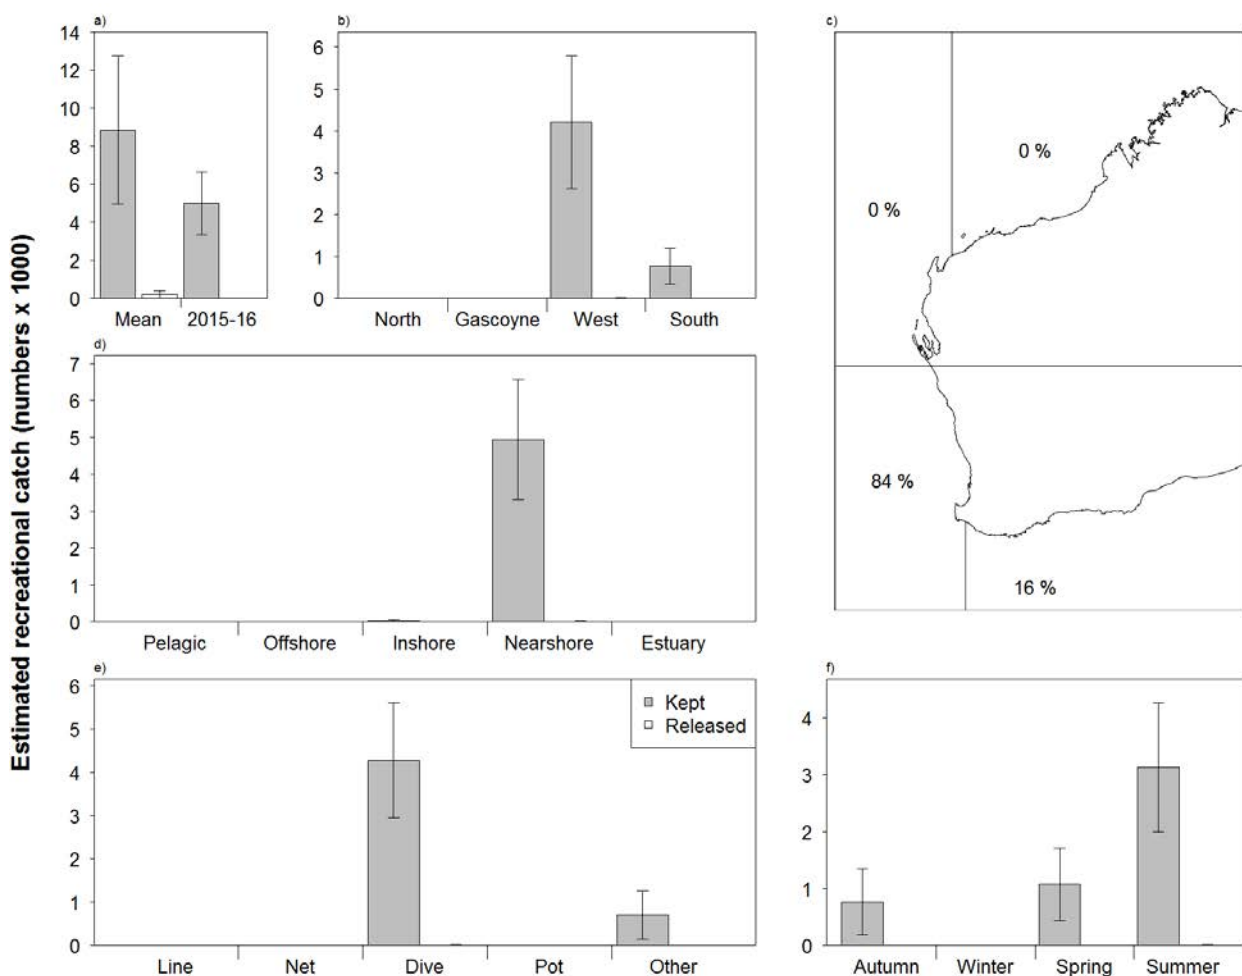 Estimated recreational catch (numbers x 1000)
a)
14
12
10
8
6
4
2
0
Mean 2015-16
b)
6
5
4
3
2
1
0
North Gascoyne West South
c)
0 %
0 %
84 %
16 %
d)
7
6
5
4
3
2
1
0
Pelagic Offshore Inshore Nearshore Estuary
e)
6
5
4
3
2
1
0
Kept
Released
Line Net Dive Pot Other
f)
4
3
2
1
0
Autumn Winter Spring Summer